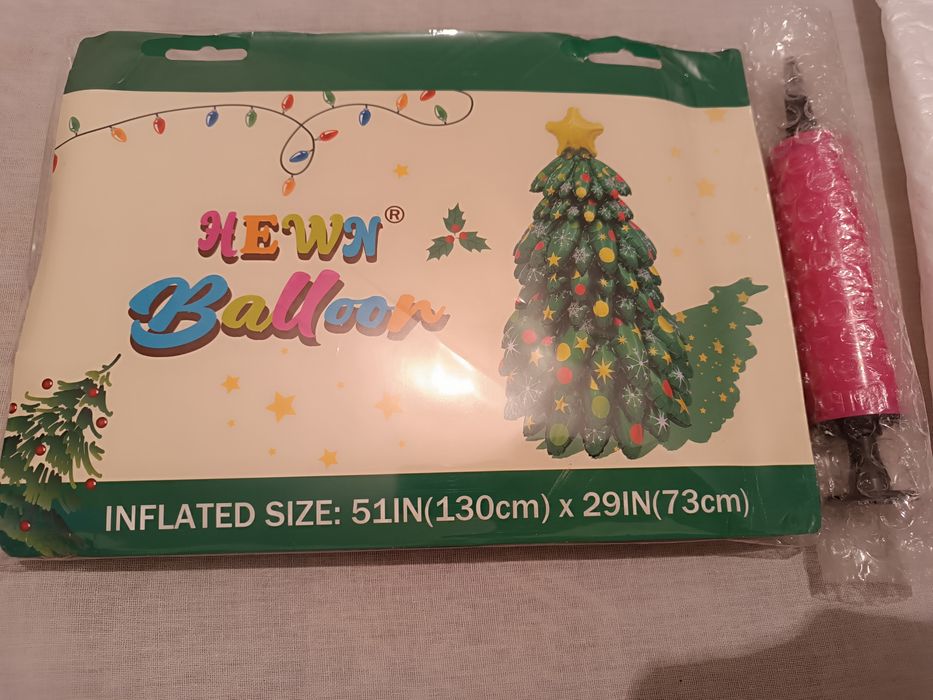 HEWN®
Balloon
INFLATED SIZE: 51IN(130cm) x 29IN(73cm)